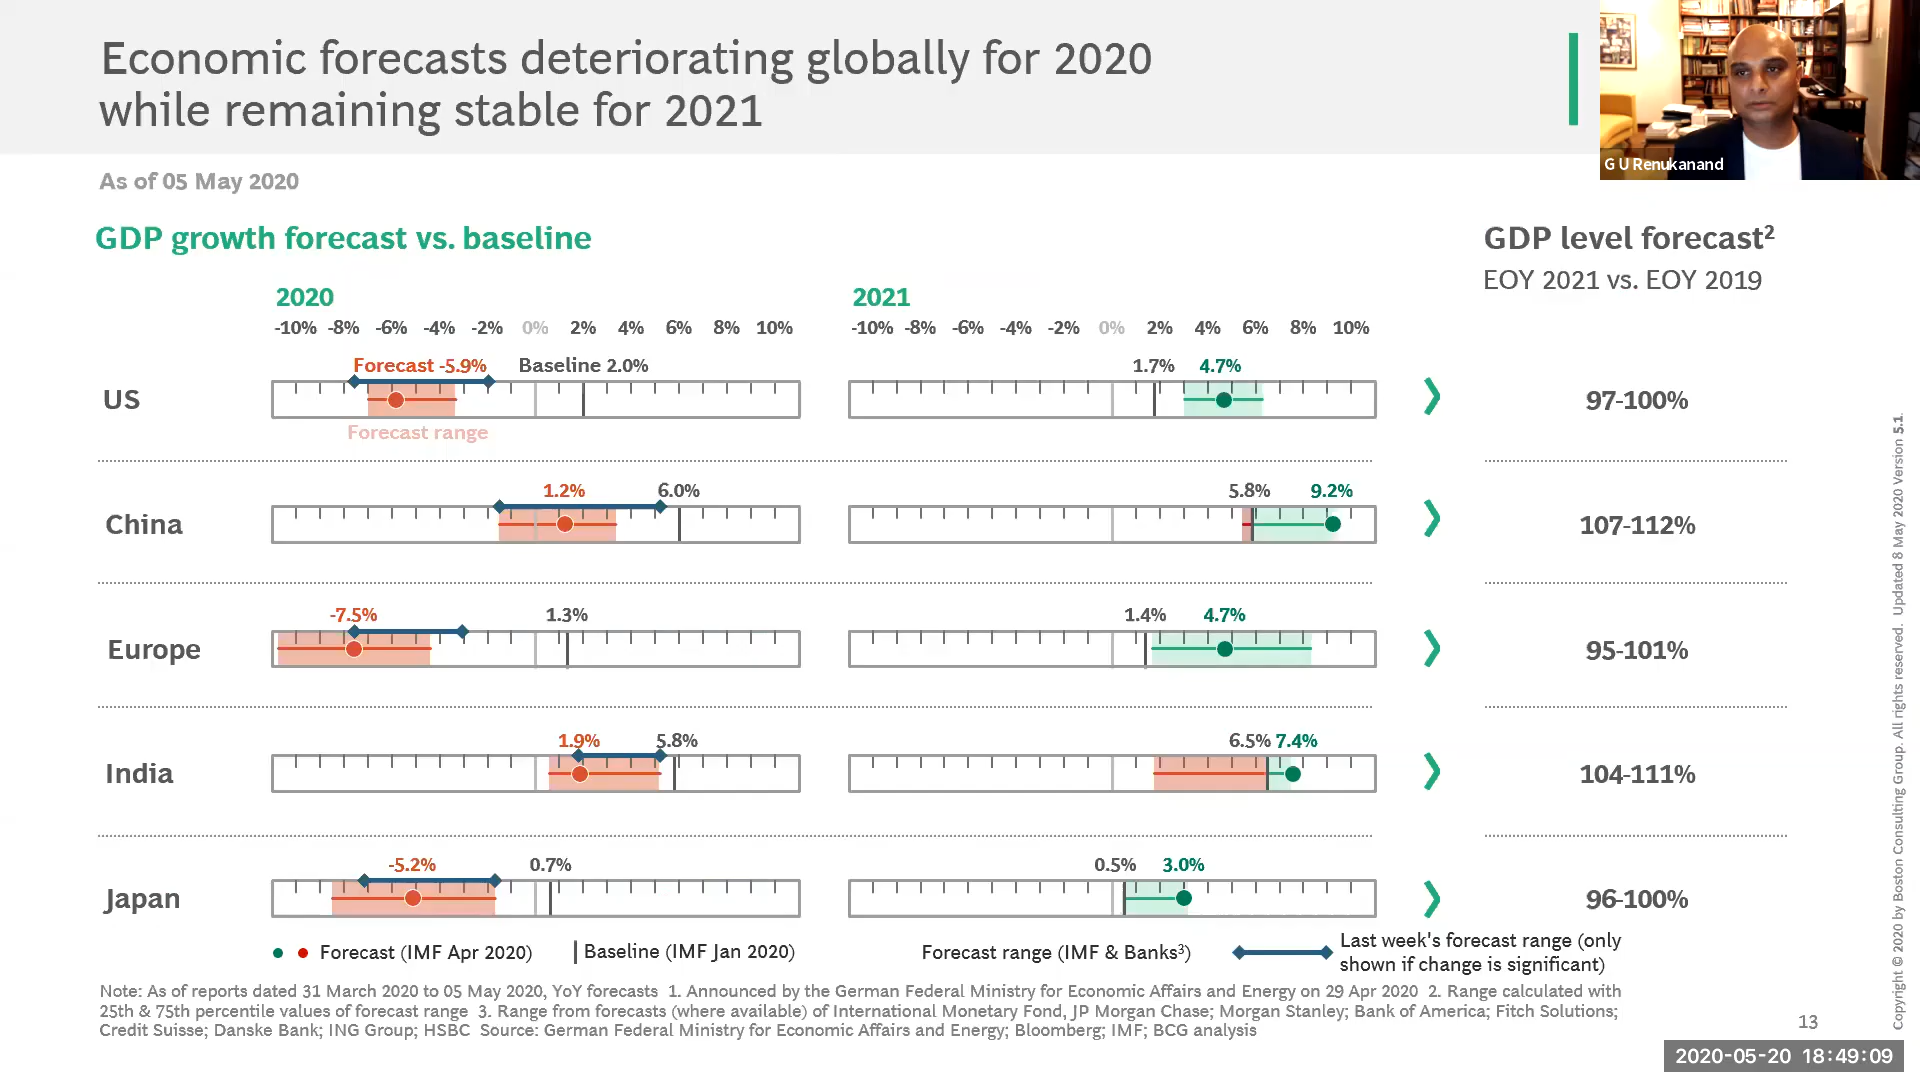 Economic forecasts deteriorating globally for 2020
while remaining stable for 2021
G U Renukanand
As of 05 May 2020
GDP growth forecast vs. baseline
GDP level forecast²
EOY 2021 vs. EOY 2019
2020
-10% -8% -6% -4% -2% 0% 2% 4% 6% 8% 10%
2021
-10% -8% -6% -4% -2% 0% 2% 4% 6% 8% 10%
Forecast -5.9% Baseline 2.0%
1.7% 4.7%
US
97-100%
Forecast range
1.2% 6.0%
5.8% 9.2%
China
107-112%
-7.5% 1.3%
1.4% 4.7%
Europe
95-101%
1.9% 5.8%
6.5% 7.4%
India
104-111%
-5.2% 0.7%
0.5% 3.0%
Japan
96-100%
Forecast (IMF Apr 2020)
Baseline (IMF Jan 2020)
Forecast range (IMF & Banks³)
Last week's forecast range (only
shown if change is significant)
Note: As of reports dated 31 March 2020 to 05 May 2020, YoY forecasts 1. Announced by the German Federal Ministry for Economic Affairs and Energy on 29 Apr 2020 2. Range calculated with
25th & 75th percentile values of forecast range 3. Range from forecasts (where available) of International Monetary Fund, JP Morgan Chase; Morgan Stanley; Bank of America; Fitch Solutions;
Credit Suisse; Danske Bank; ING Group; HSBC Source: German Federal Ministry for Economic Affairs and Energy; Bloomberg; IMF; BCG analysis
13
Copyright © 2020 by Boston Consulting Group. All rights reserved. Updated 8 May 2020 Version 5.1.
2020-05-20 18:49:09